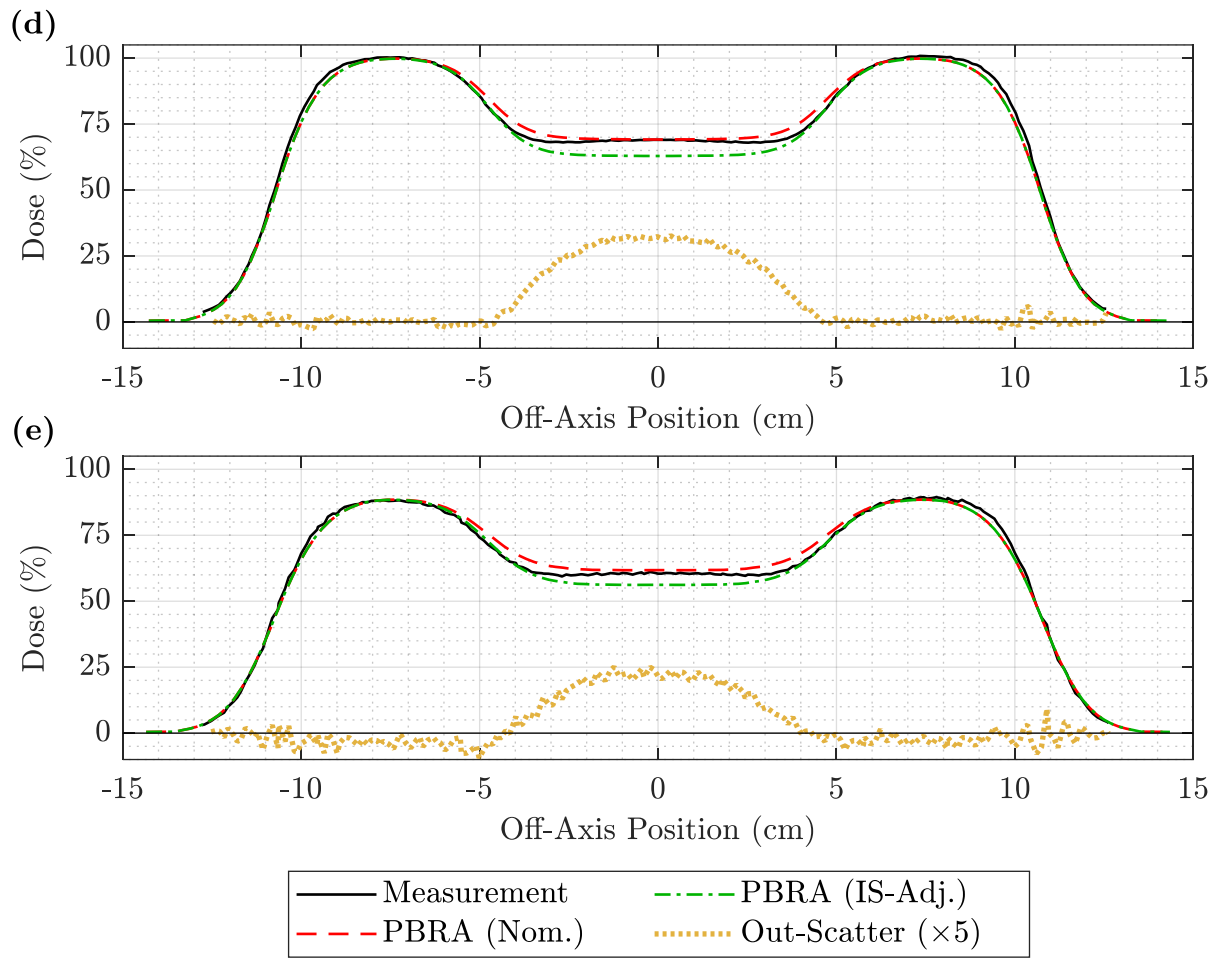 (d)
100
75
50
25
0
Dose (%)
-15 -10 -5 0 5 10 15
Off-Axis Position (cm)
(e)
100
75
50
25
0
Dose (%)
-15 -10 -5 0 5 10 15
Off-Axis Position (cm)
Measurement
PBRA (Nom.)
PBRA (IS-Adj.)
Out-Scatter (×5)